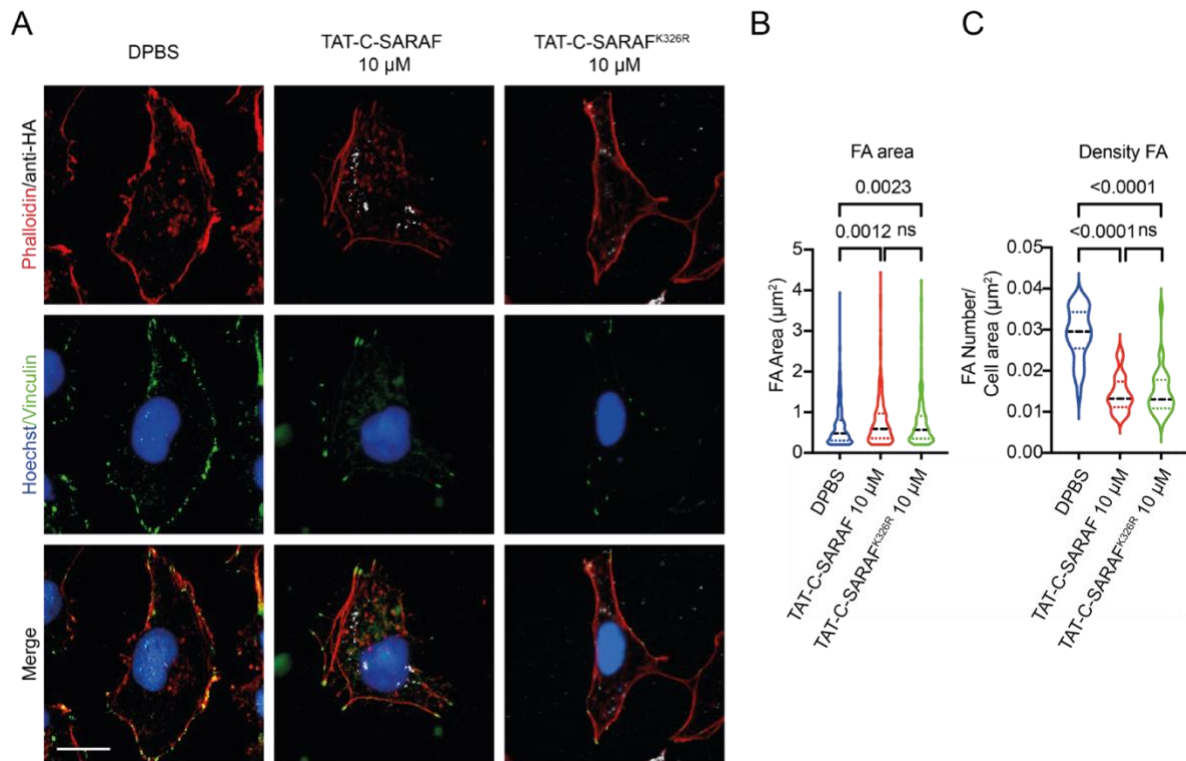 A
DPBS
TAT-C-SARAF
10 µM
TAT-C-SARAFK326R
10 µM
Phalloidin/anti-HA
Hoechst/Vinculin
Merge
B
FA area
0.0023
0.0012 ns
5
4
3
2
1
0
FA Area (µm²)
DPBS
TAT-C-SARAF 10 µM
TAT-C-SARAFK326R 10 µM
C
Density FA
<0.0001
<0.0001 ns
0.05
0.04
0.03
0.02
0.01
0.00
FA Number/
Cell area (µm²)
DPBS
TAT-C-SARAF 10 µM
TAT-C-SARAFK326R 10 µM